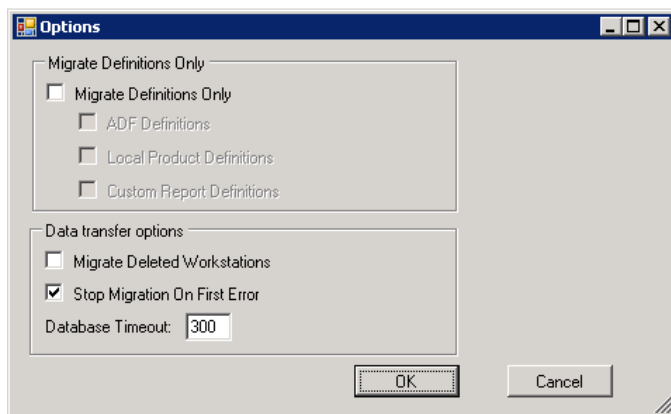 Options
Migrate Definitions Only
Migrate Definitions Only
ADF Definitions
Local Product Definitions
Custom Report Definitions
Data transfer options
Migrate Deleted Workstations
Stop Migration On First Error
Database Timeout: 300
OK Cancel